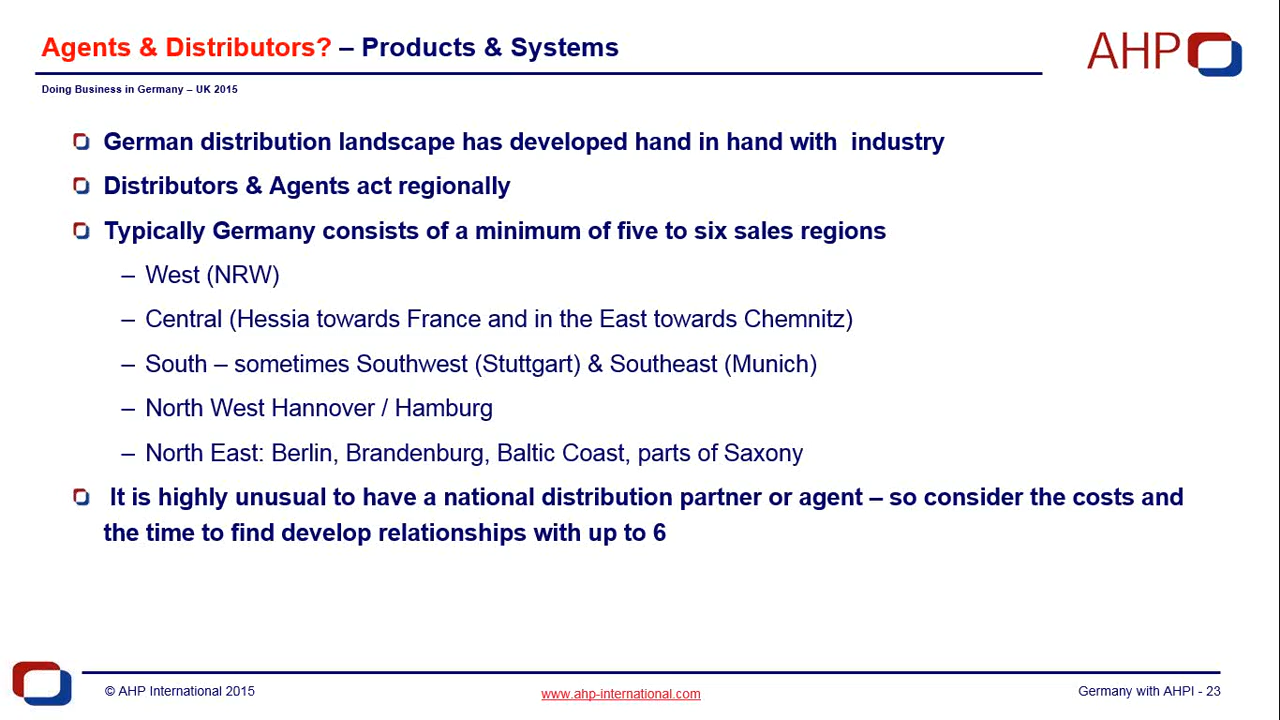 Agents & Distributors? – Products & Systems
AHP
Doing Business in Germany – UK 2015
German distribution landscape has developed hand in hand with  industry
Distributors & Agents act regionally
Typically Germany consists of a minimum of five to six sales regions
– West (NRW)
– Central (Hessia towards France and in the East towards Chemnitz)
– South – sometimes Southwest (Stuttgart) & Southeast (Munich)
– North West Hannover / Hamburg
– North East: Berlin, Brandenburg, Baltic Coast, parts of Saxony
It is highly unusual to have a national distribution partner or agent – so consider the costs and
the time to find develop relationships with up to 6
© AHP International 2015
www.ahp-international.com
Germany with AHPI - 23